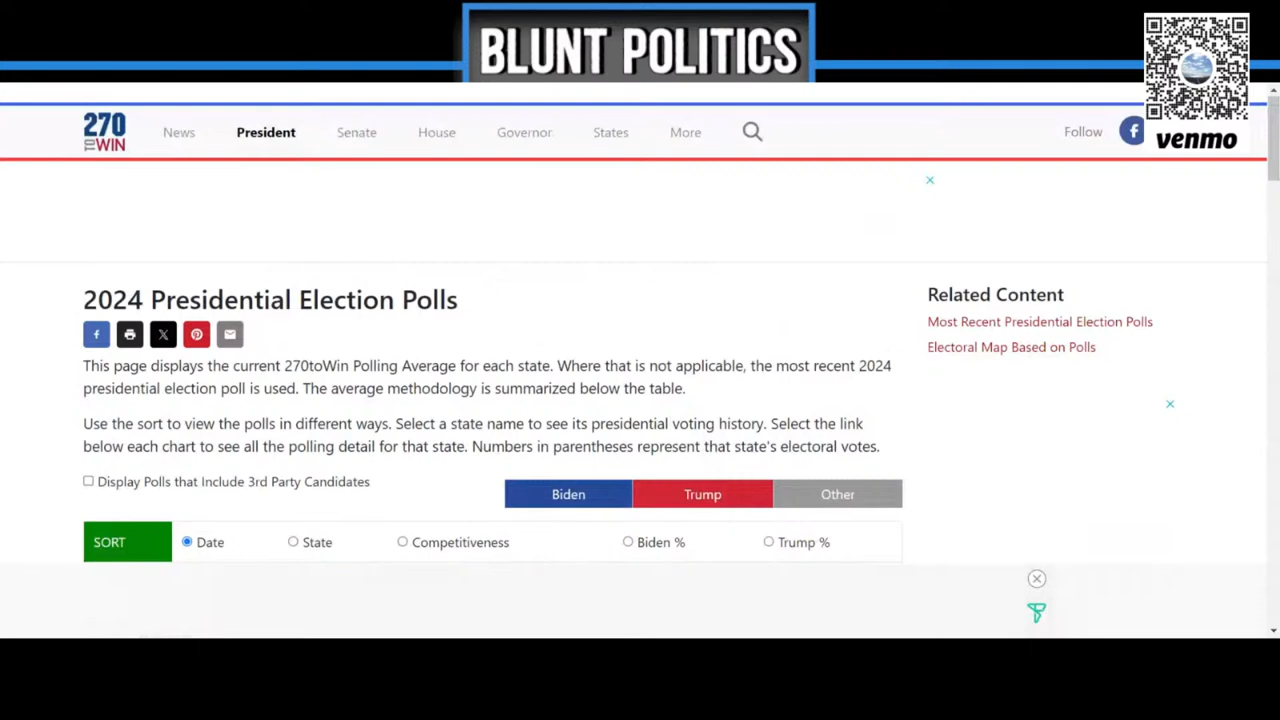 BLUNT POLITICS
venmo
270
TO WIN
News
President
Senate
House
Governor
States
More
Follow
2024 Presidential Election Polls
This page displays the current 270toWin Polling Average for each state. Where that is not applicable, the most recent 2024
presidential election poll is used. The average methodology is summarized below the table.
Use the sort to view the polls in different ways. Select a state name to see its presidential voting history. Select the link
below each chart to see all the polling detail for that state. Numbers in parentheses represent that state's electoral votes.
Display Polls that Include 3rd Party Candidates
Biden
Trump
Other
SORT
Date
State
Competitiveness
Biden %
Trump %
Related Content
Most Recent Presidential Election Polls
Electoral Map Based on Polls